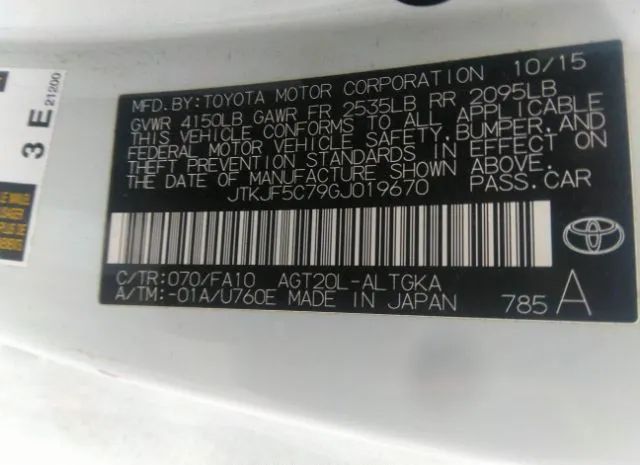 MFD.BY:TOYOTA MOTOR CORPORATION 10/15
GVWR 4150LB GAWR FR 2535LB RR 2095LB
THIS VEHICLE CONFORMS TO ALL APPLICABLE
FEDERAL MOTOR VEHICLE SAFETY,BUMPER,AND
THEFT PREVENTION STANDARDS IN EFFECT ON
THE DATE OF MANUFACTURE SHOWN ABOVE.
JTKJF5C79GJ019670 PASS.CAR
C/TR:070/FA10 AGT20L-ALTGKA
A/TM:-01A/U760E MADE IN JAPAN 785 A
3 E
21200